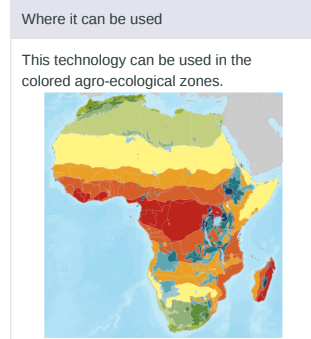 Where it can be used
This technology can be used in the
colored agro-ecological zones.